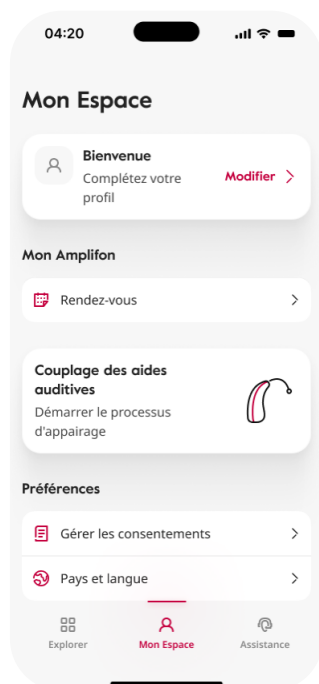 04:20
Mon Espace
Bienvenue
Complétez votre
profil
Modifier
Mon Amplifon
Rendez-vous
Couplage des aides
auditives
Démarrer le processus
d'appairage
Préférences
Gérer les consentements
Pays et langue
Explorer
Mon Espace
Assistance